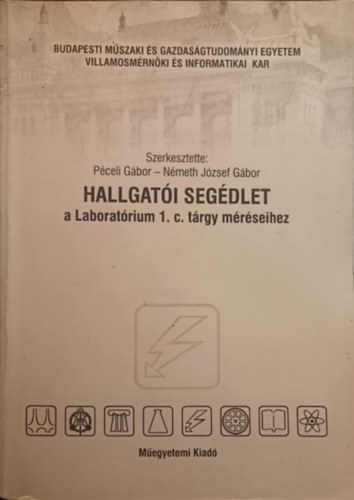 BUDAPESTI MŰSZAKI ÉS GAZDASÁGTUDOMÁNYI EGYETEM
VILLAMOSMÉRNÖKI ÉS INFORMATIKAI KAR
Szerkesztette:
Péceli Gábor – Németh József Gábor
HALLGATÓI SEGÉDLET
a Laboratórium 1. c. tárgy méréseihez
Műegyetemi Kiadó